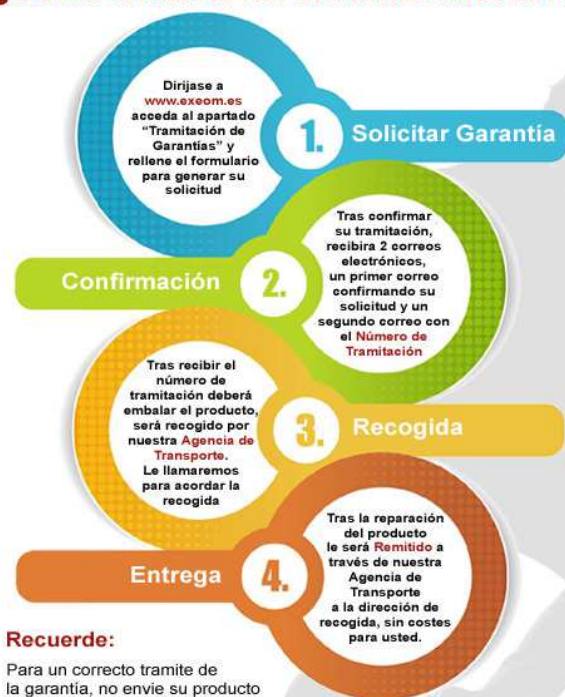 Dirijase a
www.exeom.es
acceda al apartado
“Tramitación de
Garantías” y
rellene el formulario
para generar su
solicitud
1.
Solicitar Garantía
Confirmación
2.
Tras confirmar
su tramitación,
recibira 2 correos
electrónicos,
un primer correo
confirmando su
solicitud y un
segundo correo con
el Número de
Tramitación
Tras recibir el
número de
tramitación deberá
embalar el producto,
será recogido por
nuestra Agencia de
Transporte.
Le llamaremos
para acordar la
recogida
3.
Recogida
Entrega
4.
Tras la reparación
del producto
le será Remitido a
través de nuestra
Agencia de
Transporte
a la dirección de
recogida, sin costes
para usted.
Recuerde:
Para un correcto tramite de
la garantía, no envie su producto